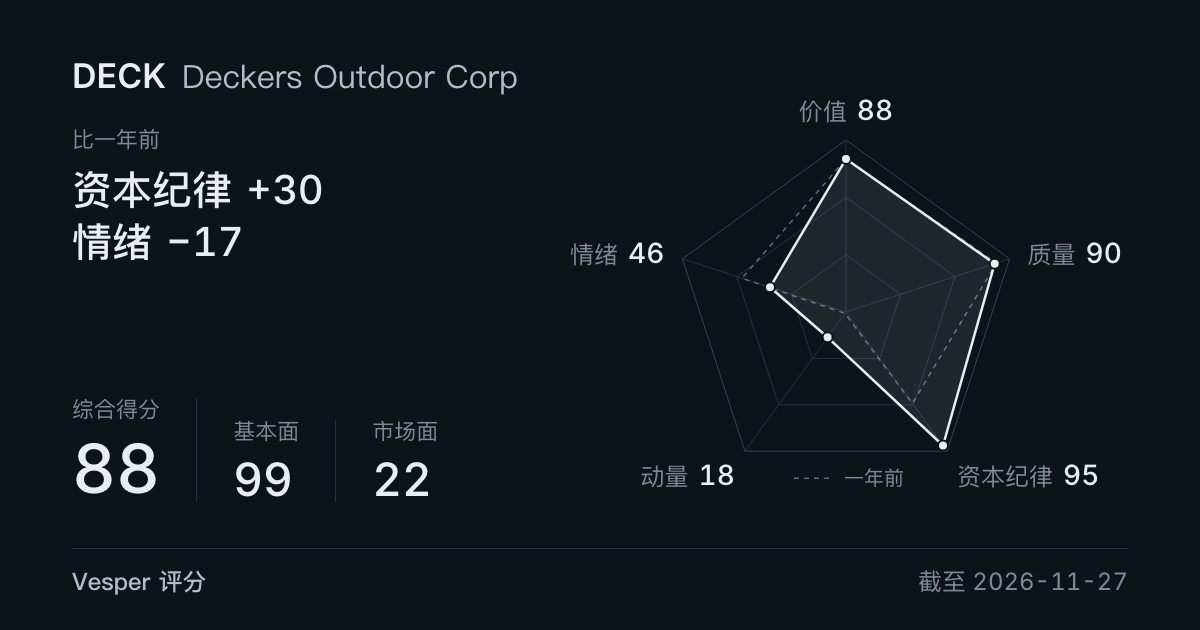 DECK Deckers Outdoor Corp
比一年前
资本纪律 +30
情绪 −17
价值 88
情绪 46
质量 90
动量 18
---- 一年前
资本纪律 95
综合得分
88
基本面
99
市场面
22
Vesper 评分
截至 2026-11-27